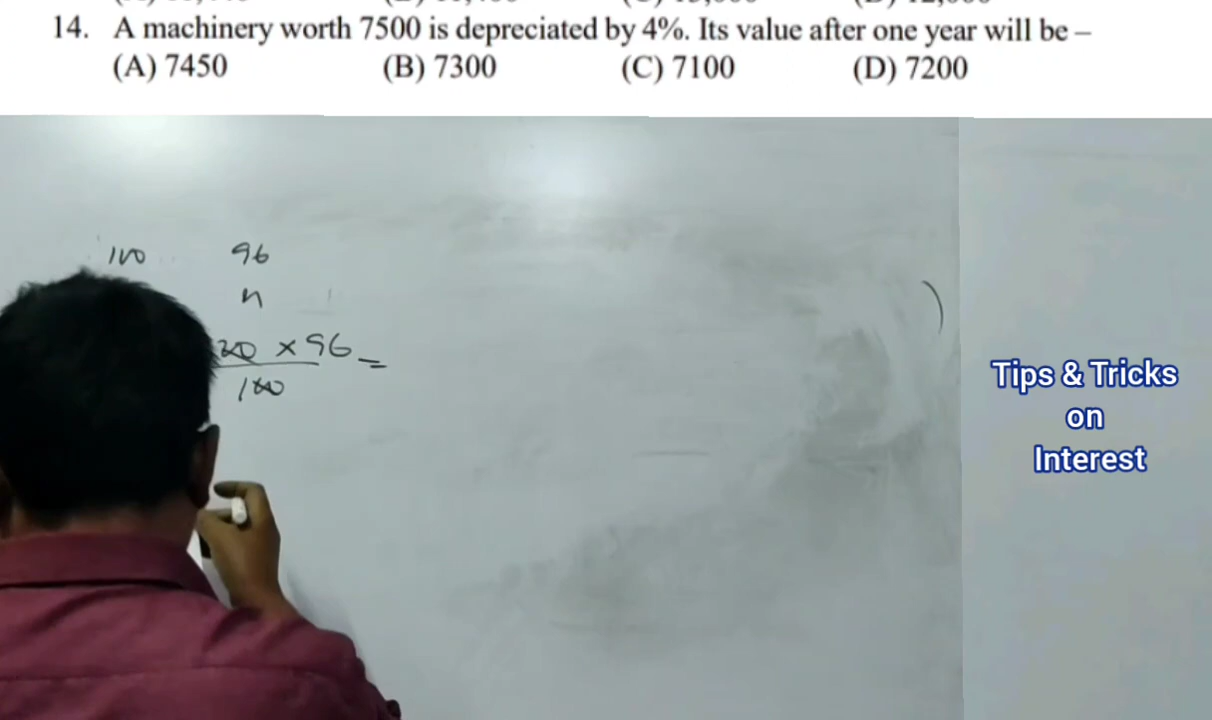 14. A machinery worth 7500 is depreciated by 4%. Its value after one year will be –
(A) 7450 (B) 7300 (C) 7100 (D) 7200
100 96
n
× 96 =
100
)
Tips & Tricks
on
Interest